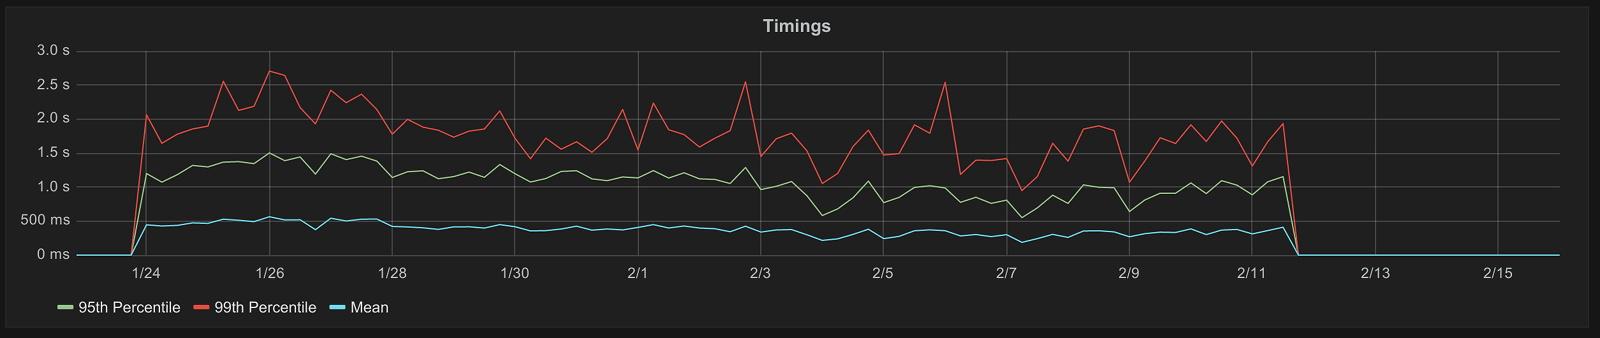 Timings
3.0 s
2.5 s
2.0 s
1.5 s
1.0 s
500 ms
0 ms
1/24 1/26 1/28 1/30 2/1 2/3 2/5 2/7 2/9 2/11 2/13 2/15
95th Percentile 99th Percentile Mean